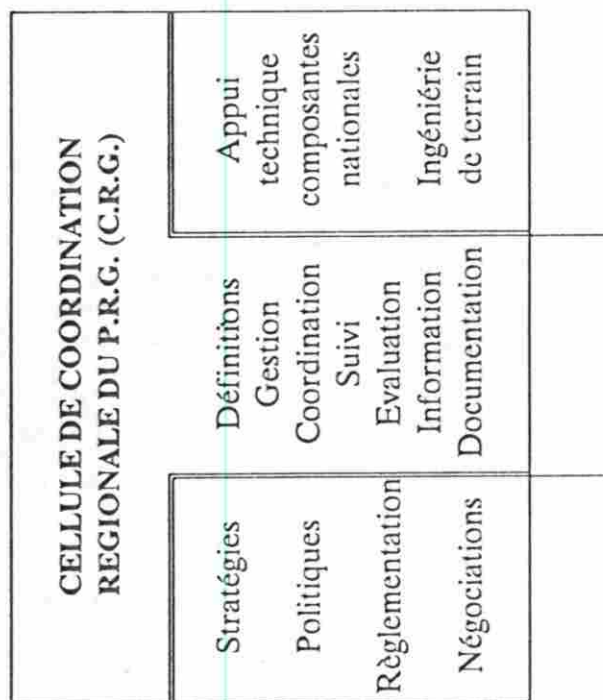 CELLULE DE COORDINATION
REGIONALE DU P.R.G. (C.R.G.)
Stratégies
Politiques
Règlementation
Négociations
Définitions
Gestion
Coordination
Suivi
Evaluation
Information
Documentation
Appui
technique
composantes
nationales
Ingéniérie
de terrain